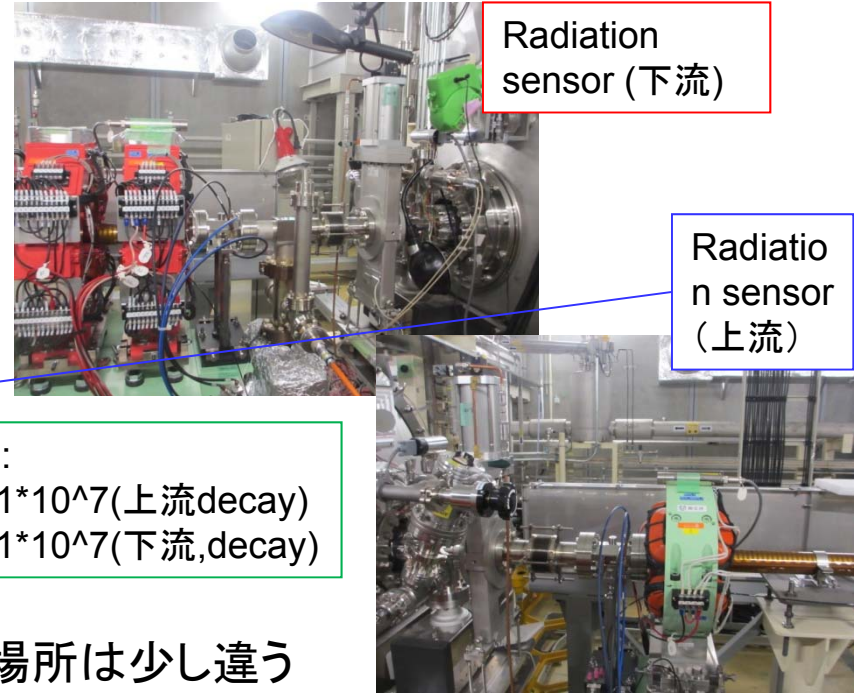 Radiation
sensor (下流)
Radiatio
n sensor
（上流）
:
1*10^7(上流decay)
1*10^7(下流,decay)
場所は少し違う